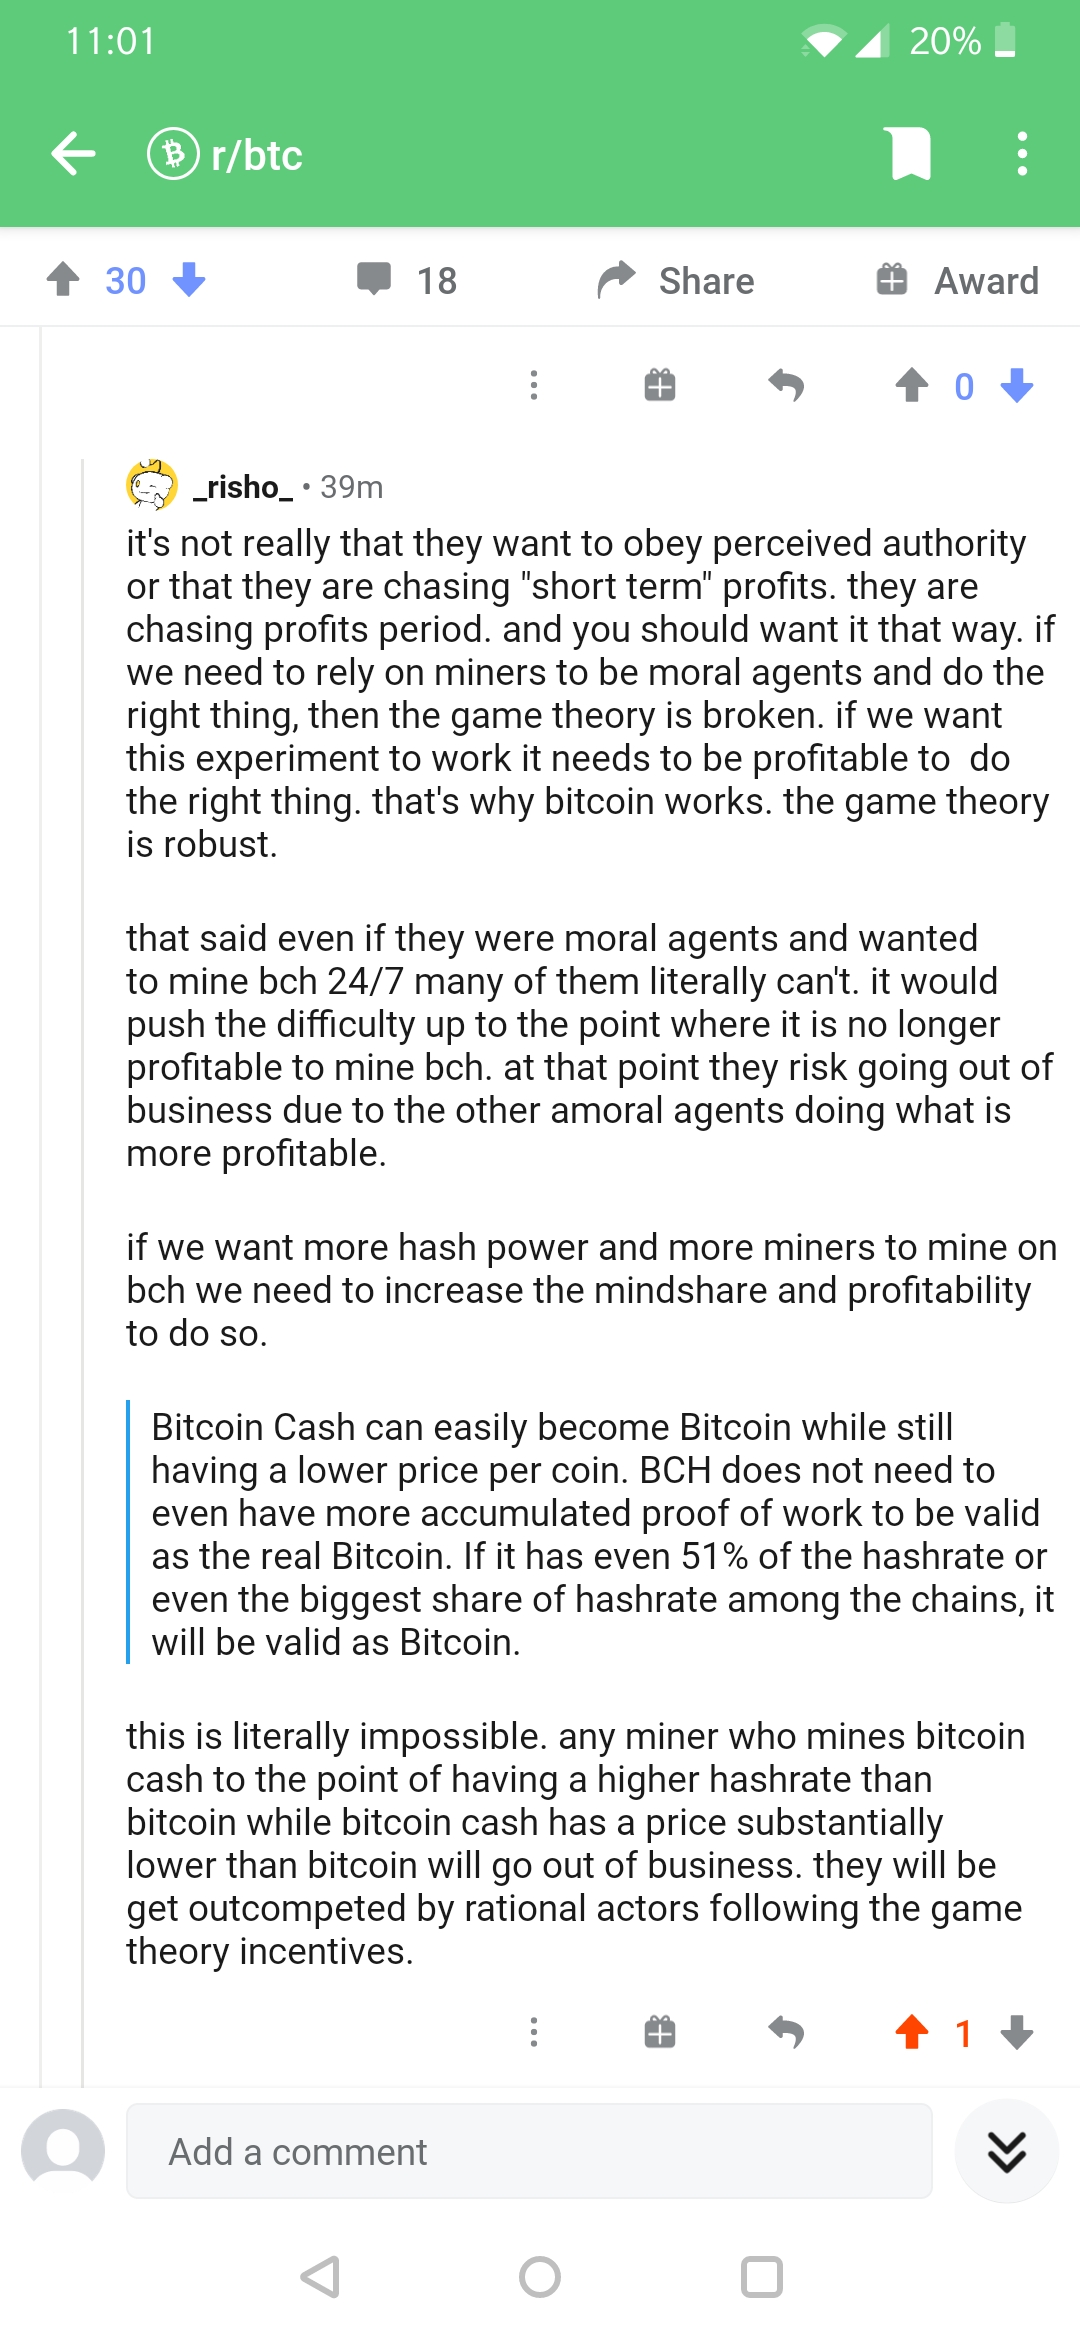 11:01
20%
r/btc
30
18
Share
Award
0
_risho_ • 39m
it's not really that they want to obey perceived authority
or that they are chasing "short term" profits. they are
chasing profits period. and you should want it that way. if
we need to rely on miners to be moral agents and do the
right thing, then the game theory is broken. if we want
this experiment to work it needs to be profitable to  do
the right thing. that's why bitcoin works. the game theory
is robust.
that said even if they were moral agents and wanted
to mine bch 24/7 many of them literally can't. it would
push the difficulty up to the point where it is no longer
profitable to mine bch. at that point they risk going out of
business due to the other amoral agents doing what is
more profitable.
if we want more hash power and more miners to mine on
bch we need to increase the mindshare and profitability
to do so.
Bitcoin Cash can easily become Bitcoin while still
having a lower price per coin. BCH does not need to
even have more accumulated proof of work to be valid
as the real Bitcoin. If it has even 51% of the hashrate or
even the biggest share of hashrate among the chains, it
will be valid as Bitcoin.
this is literally impossible. any miner who mines bitcoin
cash to the point of having a higher hashrate than
bitcoin while bitcoin cash has a price substantially
lower than bitcoin will go out of business. they will be
get outcompeted by rational actors following the game
theory incentives.
1
Add a comment